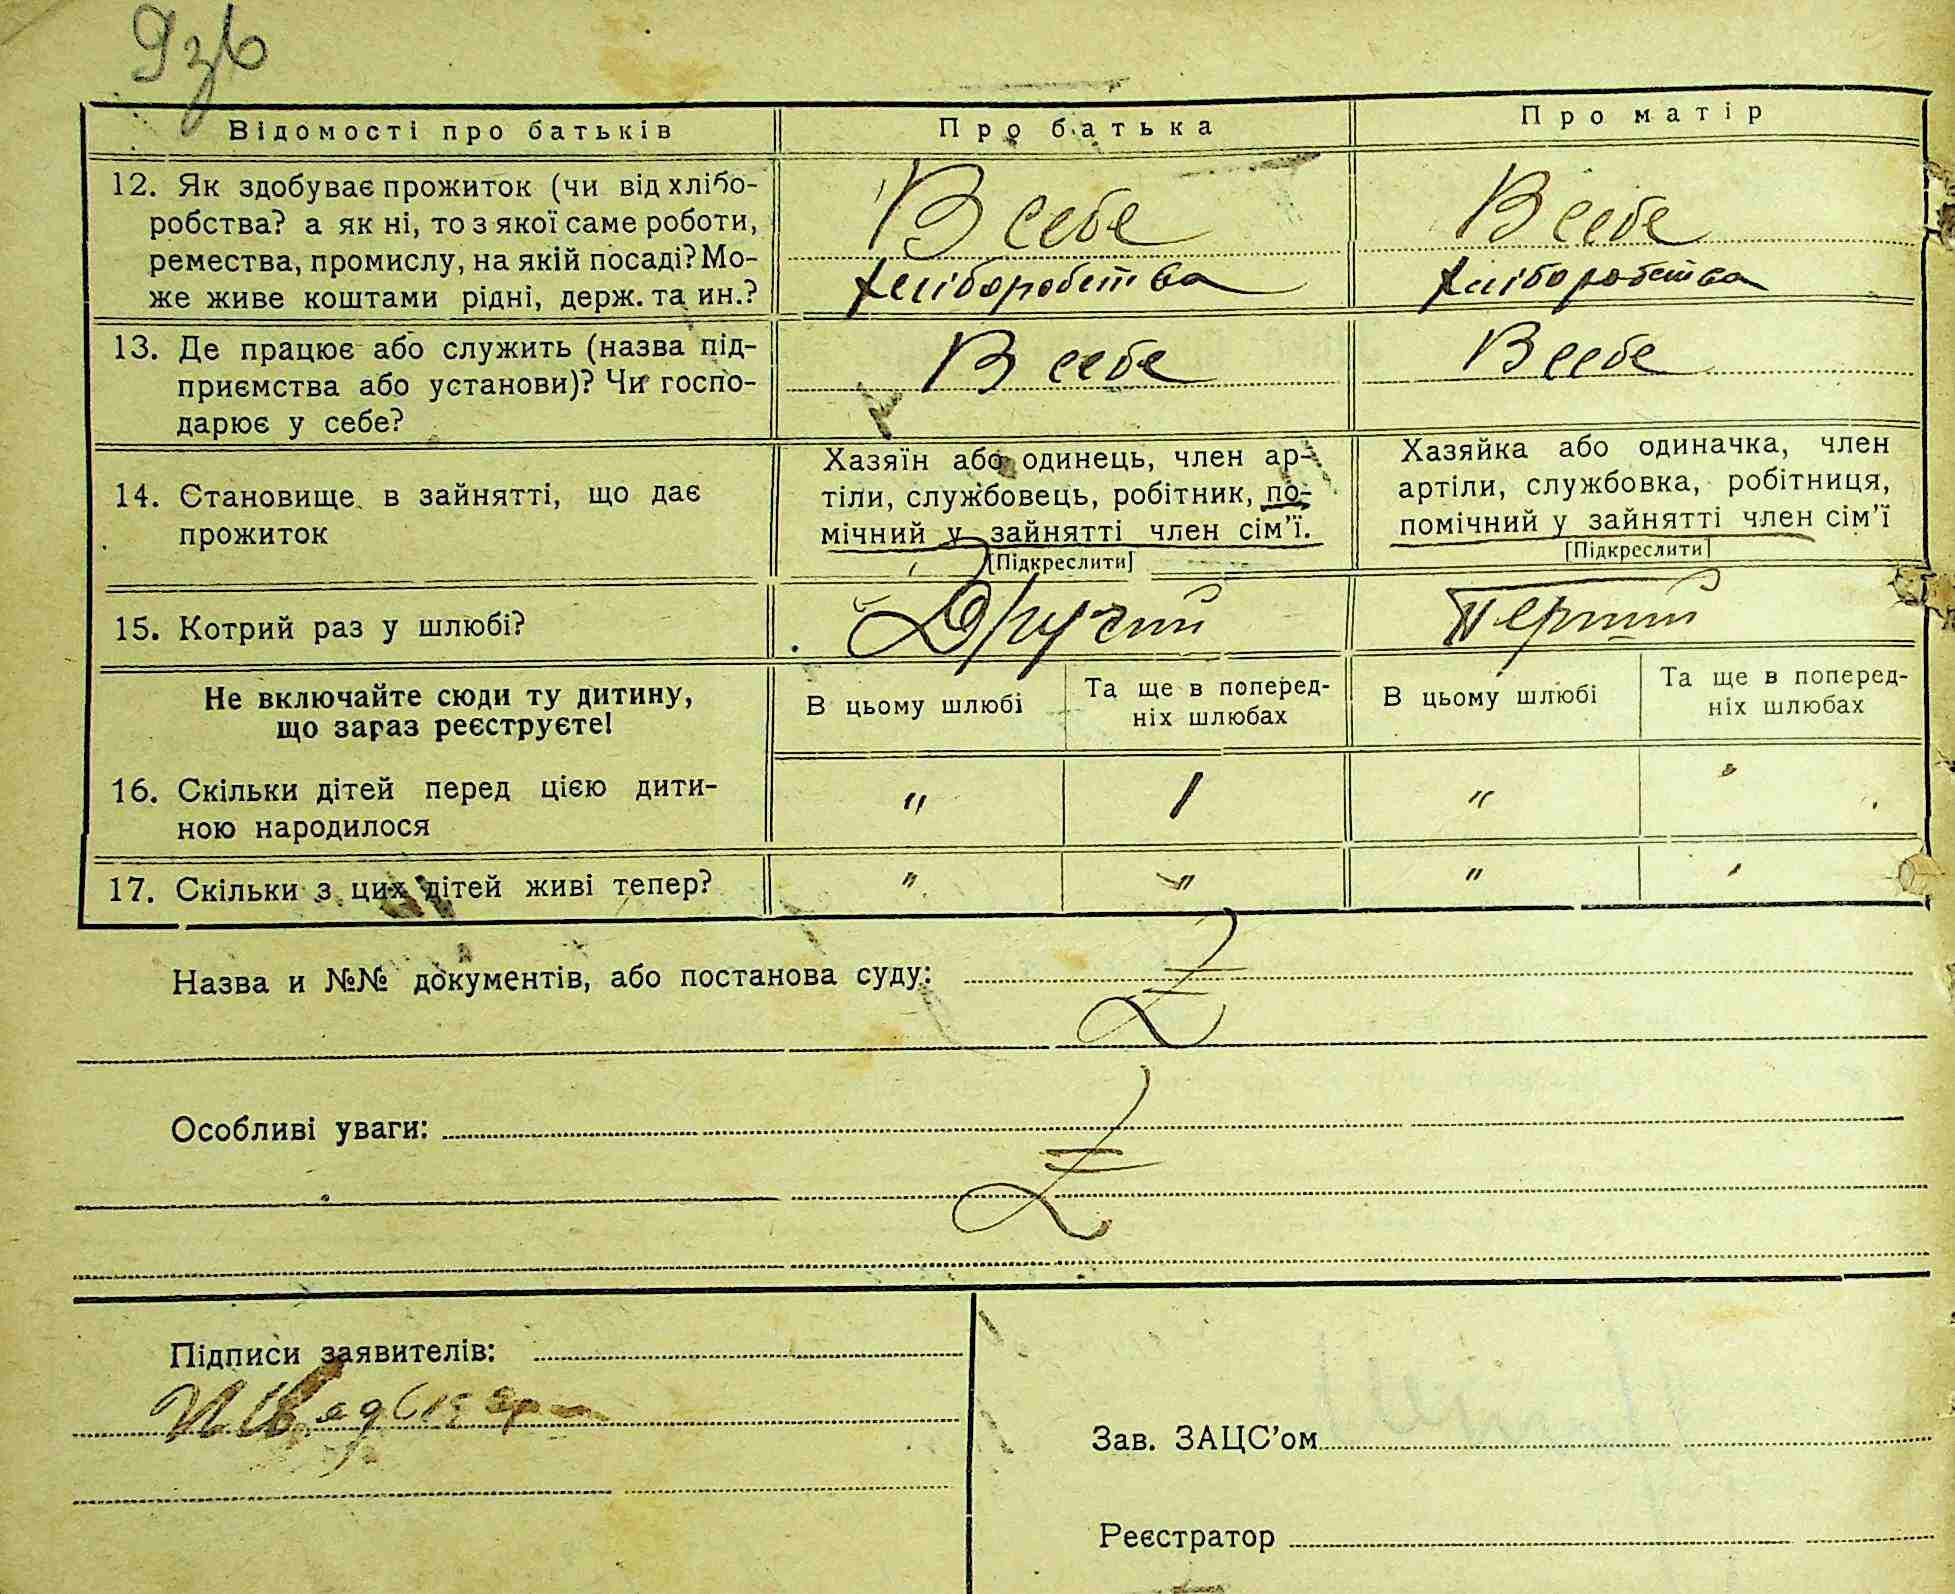 9зв
Відомості про батьків
Про батька
Про матір
12. Як здобуває прожиток (чи від хлібо-
робства? а як ні, то з якої саме роботи,
ремества, промислу, на якій посаді? Мо-
же живе коштами рідні, держ. та ин.?
В себе
хліборобства
В себе
хліборобства
13. Де працює або служить (назва під-
приємства або установи)? Чи госпо-
дарює у себе?
В себе
В себе
14. Становище в зайнятті, що дає
прожиток
Хазяїн або одинець, член ар-
тіли, службовець, робітник, по-
мічний у зайнятті член сім'ї.
[Підкреслити]
Хазяйка або одиначка, член
артіли, службовка, робітниця,
помічний у зайнятті член сім'ї
[Підкреслити]
15. Котрий раз у шлюбі?
Другий
Перший
Не включайте сюди ту дитину,
що зараз реєструєте!
В цьому шлюбі
Та ще в поперед-
ніх шлюбах
В цьому шлюбі
Та ще в поперед-
ніх шлюбах
16. Скільки дітей перед цією дити-
ною народилося
"
1
"
"
17. Скільки з цих дітей живі тепер?
"
"
"
"
Назва и №№ документів, або постанова суду:
Z
Особливі уваги:
Z
Підписи заявителів:
Зав. ЗАЦС'ом
Реєстратор